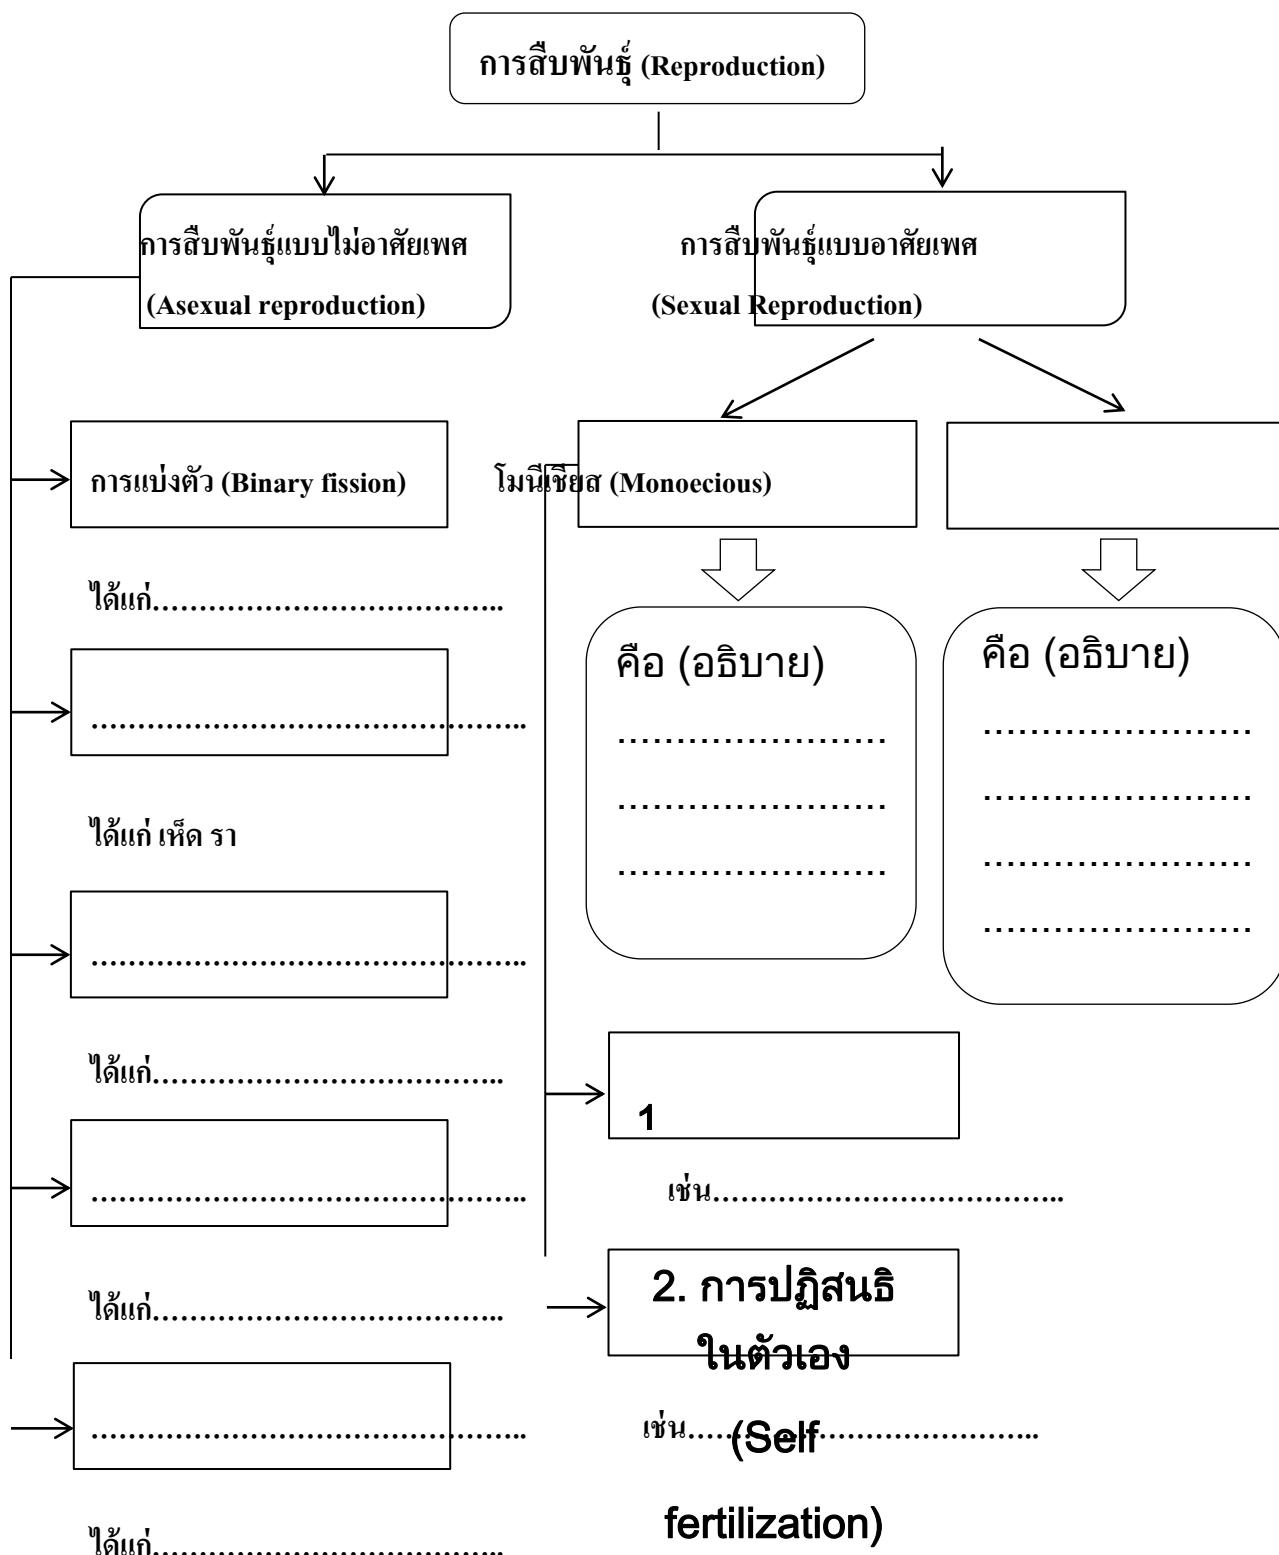 การสืบพันธุ์ (Reproduction)
การสืบพันธุ์แบบไม่อาศัยเพศ
(Asexual reproduction)
การสืบพันธุ์แบบอาศัยเพศ
(Sexual Reproduction)
การแบ่งตัว (Binary fission)
โมนีเซียส (Monoecious)
ได้แก่………………………………..
………………………………………..
ได้แก่ เห็ด รา
………………………………………..
ได้แก่………………………………..
………………………………………..
ได้แก่………………………………..
………………………………………..
ได้แก่………………………………..
คือ (อธิบาย)
…………………..
…………………..
…………………..
คือ (อธิบาย)
…………………..
…………………..
…………………..
…………………..
1
เช่น………………………………..
2. การปฏิสนธิ
ในตัวเอง
(Self
fertilization)
เช่น………………………………..